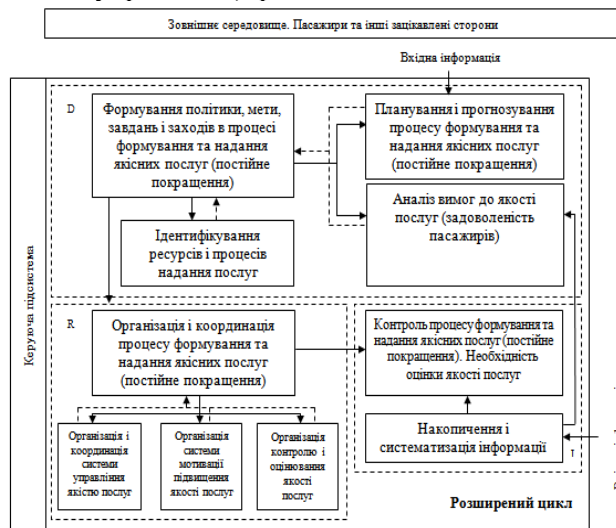 Зовнішнє середовище. Пасажири та інші зацікавлені сторони
Вхідна інформація
D
Формування політики, мети,
завдань і заходів в процесі
формування та надання
якісних послуг (постійне
покращення)
Планування і прогнозування
процесу формування та
надання якісних послуг
(постійне покращення)
Аналіз вимог до якості
послуг (задоволеність
пасажирів)
Ідентифікування
ресурсів і процесів
надання послуг
Керуюча підсистема
R
Організація і координація
процесу формування та
надання якісних послуг
(постійне покращення)
Контроль процесу формування та
надання якісних послуг (постійне
покращення). Необхідність
оцінки якості послуг
Накопичення і
систематизація інформації
Організація і
координація
системи
управління
якістю послуг
Організація
системи
мотивації
підвищення
якості послуг
Організація
контролю і
оцінювання
якості
послуг
Розширений цикл